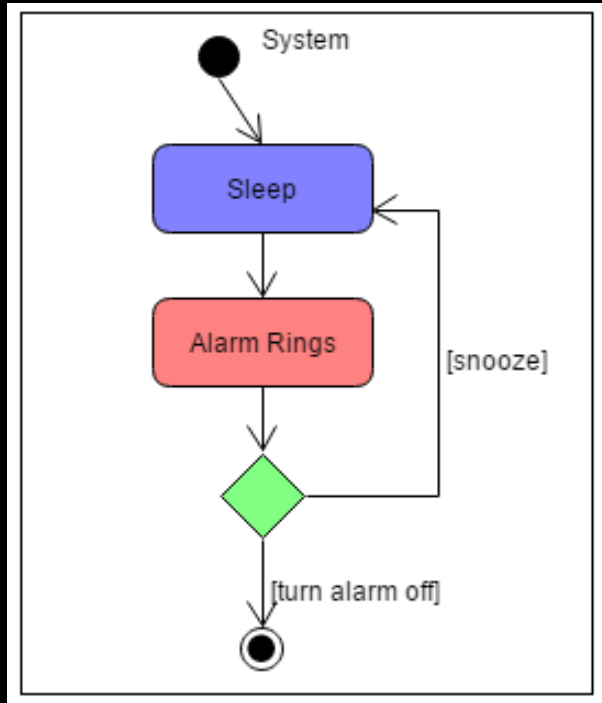 System
Sleep
Alarm Rings
[snooze]
[turn alarm off]